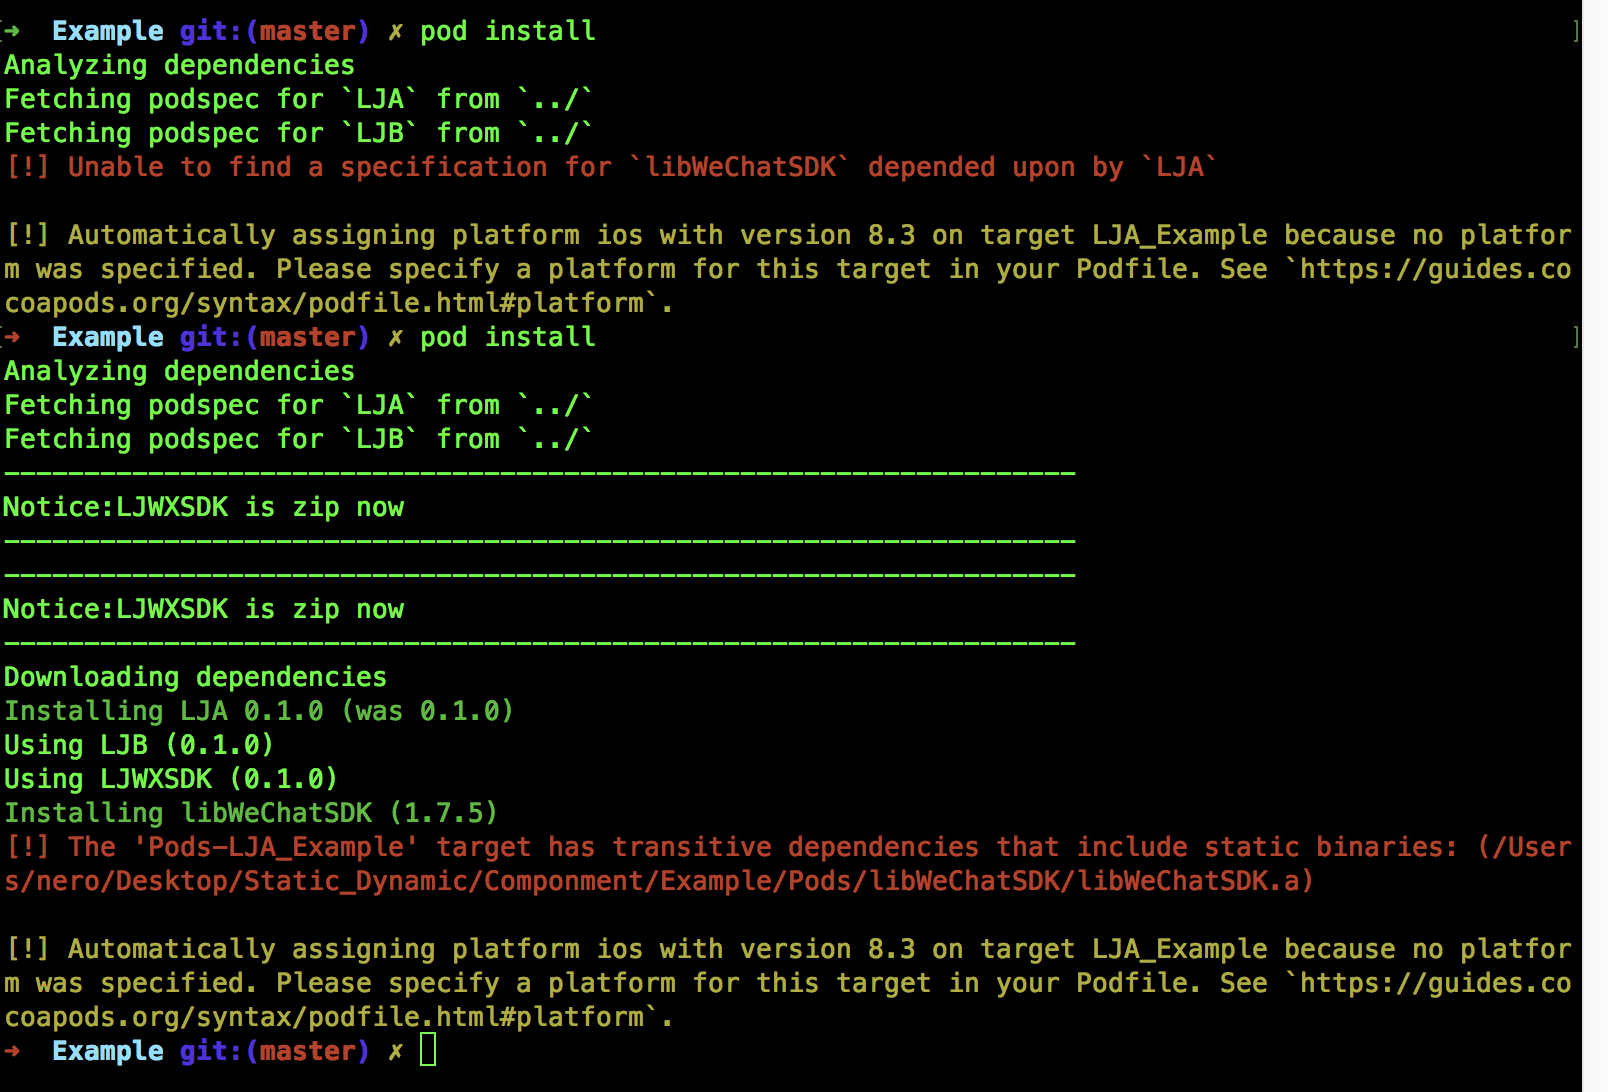 [➜  Example git:(master) ✗ pod install ]
Analyzing dependencies
Fetching podspec for `LJA` from `../`
Fetching podspec for `LJB` from `../`
[!] Unable to find a specification for `libWeChatSDK` depended upon by `LJA`
[!] Automatically assigning platform ios with version 8.3 on target LJA_Example because no platfor
m was specified. Please specify a platform for this target in your Podfile. See `https://guides.co
coapods.org/syntax/podfile.html#platform`.
[➜  Example git:(master) ✗ pod install ]
Analyzing dependencies
Fetching podspec for `LJA` from `../`
Fetching podspec for `LJB` from `../`
-------------------------------------------------------------------
Notice:LJWXSDK is zip now
-------------------------------------------------------------------
-------------------------------------------------------------------
Notice:LJWXSDK is zip now
-------------------------------------------------------------------
Downloading dependencies
Installing LJA 0.1.0 (was 0.1.0)
Using LJB (0.1.0)
Using LJWXSDK (0.1.0)
Installing libWeChatSDK (1.7.5)
[!] The 'Pods-LJA_Example' target has transitive dependencies that include static binaries: (/User
s/nero/Desktop/Static_Dynamic/Componment/Example/Pods/libWeChatSDK/libWeChatSDK.a)
[!] Automatically assigning platform ios with version 8.3 on target LJA_Example because no platfor
m was specified. Please specify a platform for this target in your Podfile. See `https://guides.co
coapods.org/syntax/podfile.html#platform`.
➜  Example git:(master) ✗